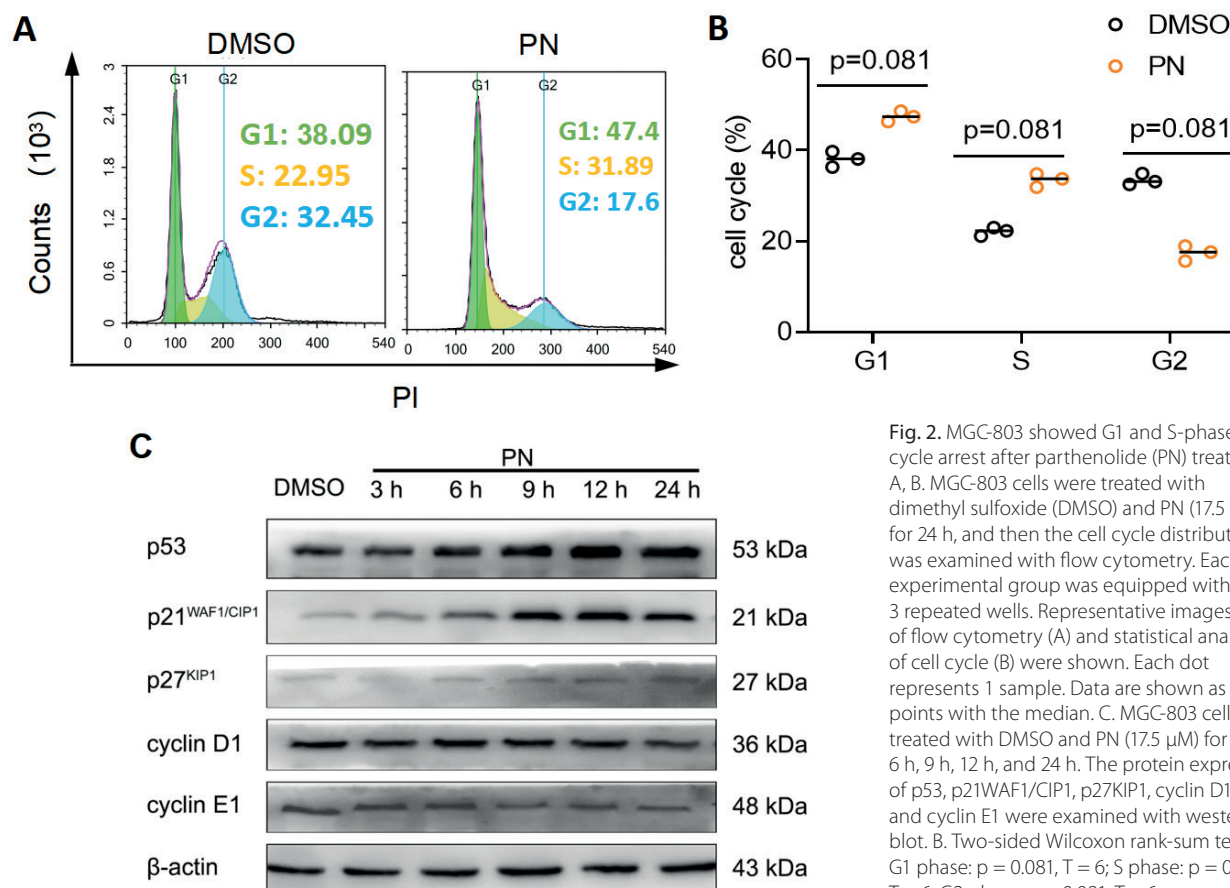 A
DMSO
PN
G1 G2
G1 G2
3
2.4
1.8
1.2
0.6
0
Counts (10³)
G1: 38.09
S: 22.95
G2: 32.45
G1: 47.4
S: 31.89
G2: 17.6
0 100 200 300 400 540
100 200 300 400 540
PI
B
DMSO
PN
p=0.081
p=0.081
p=0.081
cell cycle (%)
60
40
20
0
G1 S G2
C
PN
DMSO 3 h 6 h 9 h 12 h 24 h
p53 53 kDa
p21WAF1/CIP1 21 kDa
p27KIP1 27 kDa
cyclin D1 36 kDa
cyclin E1 48 kDa
β-actin 43 kDa
Fig. 2. MGC-803 showed G1 and S-phase
cycle arrest after parthenolide (PN)
A, B. MGC-803 cells were treated with
dimethyl sulfoxide (DMSO) and PN (17.5
for 24 h, and then the cell cycle
was examined with flow cytometry. Each
experimental group was equipped with
3 repeated wells. Representative images
of flow cytometry (A) and statistical
of cell cycle (B) were shown. Each dot
represents 1 sample. Data are shown as
points with the median. C. MGC-803
treated with DMSO and PN (17.5 µM) for
6 h, 9 h, 12 h, and 24 h. The protein
of p53, p21WAF1/CIP1, p27KIP1, cyclin D1
and cyclin E1 were examined with
blot. B. Two-sided Wilcoxon rank-sum
G1 phase: p = 0.081, T = 6; S phase: p =